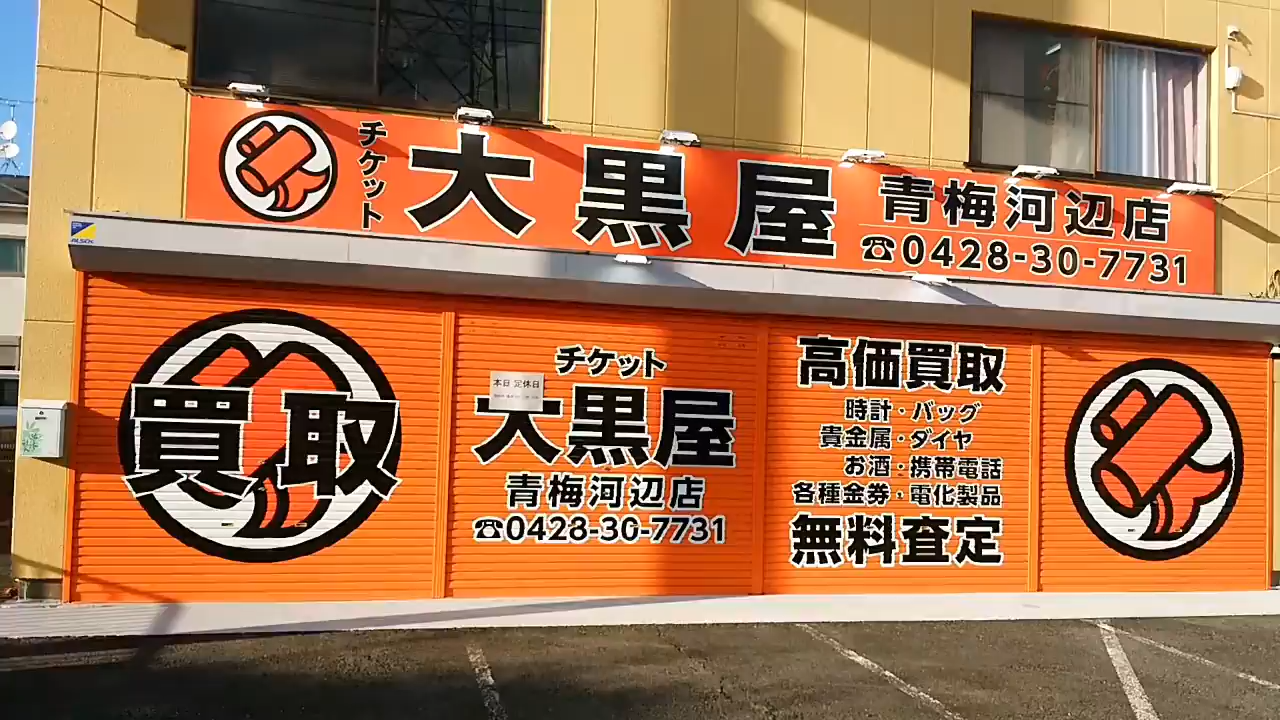 チケット
大黒屋
青梅河辺店
☎0428-30-7731
ALSOK
買取
チケット
本日 定休日
大黒屋
青梅河辺店
☎0428-30-7731
高価買取
時計・バッグ
貴金属・ダイヤ
お酒・携帯電話
各種金券・電化製品
無料査定